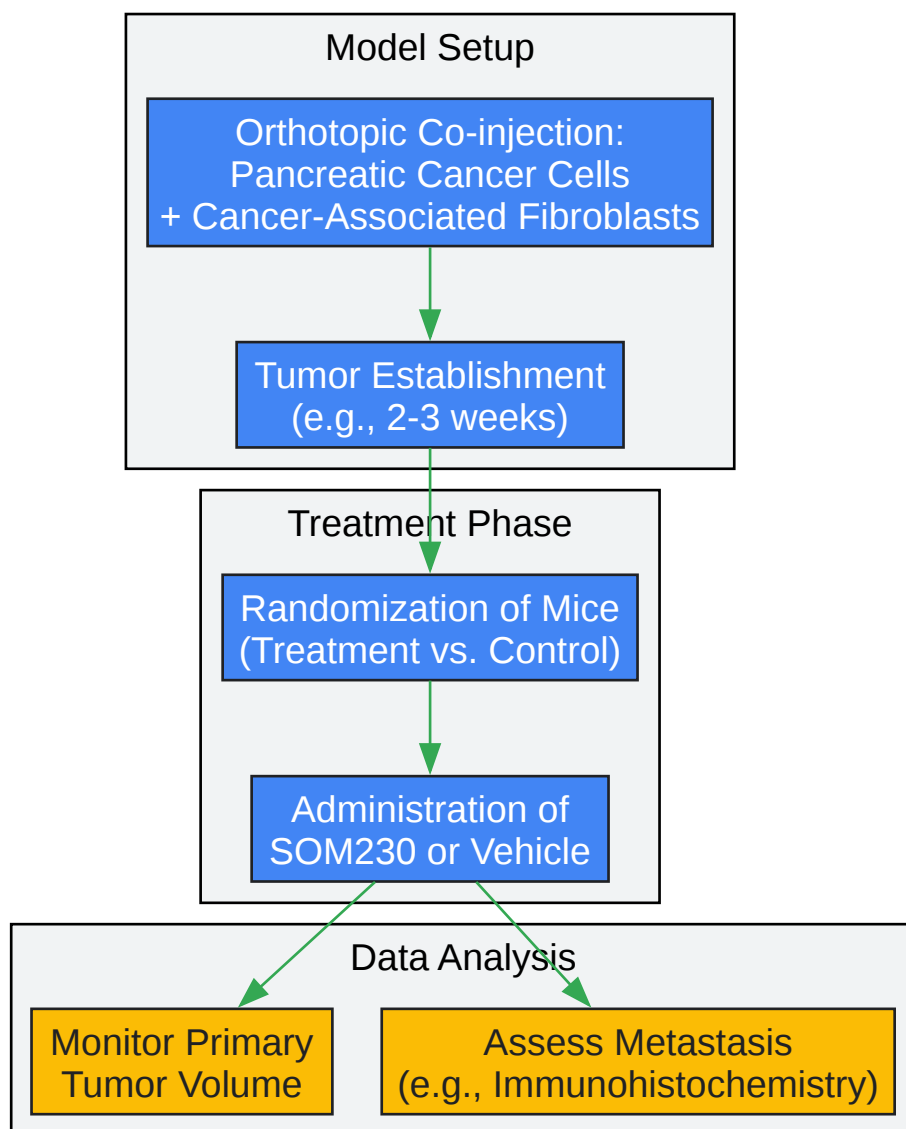 Model Setup
Orthotopic Co-injection:
Pancreatic Cancer Cells
+ Cancer-Associated Fibroblasts
Tumor Establishment
(e.g., 2-3 weeks)
Treatment Phase
Randomization of Mice
(Treatment vs. Control)
Administration of
SOM230 or Vehicle
Data Analysis
Monitor Primary
Tumor Volume
Assess Metastasis
(e.g., Immunohistochemistry)